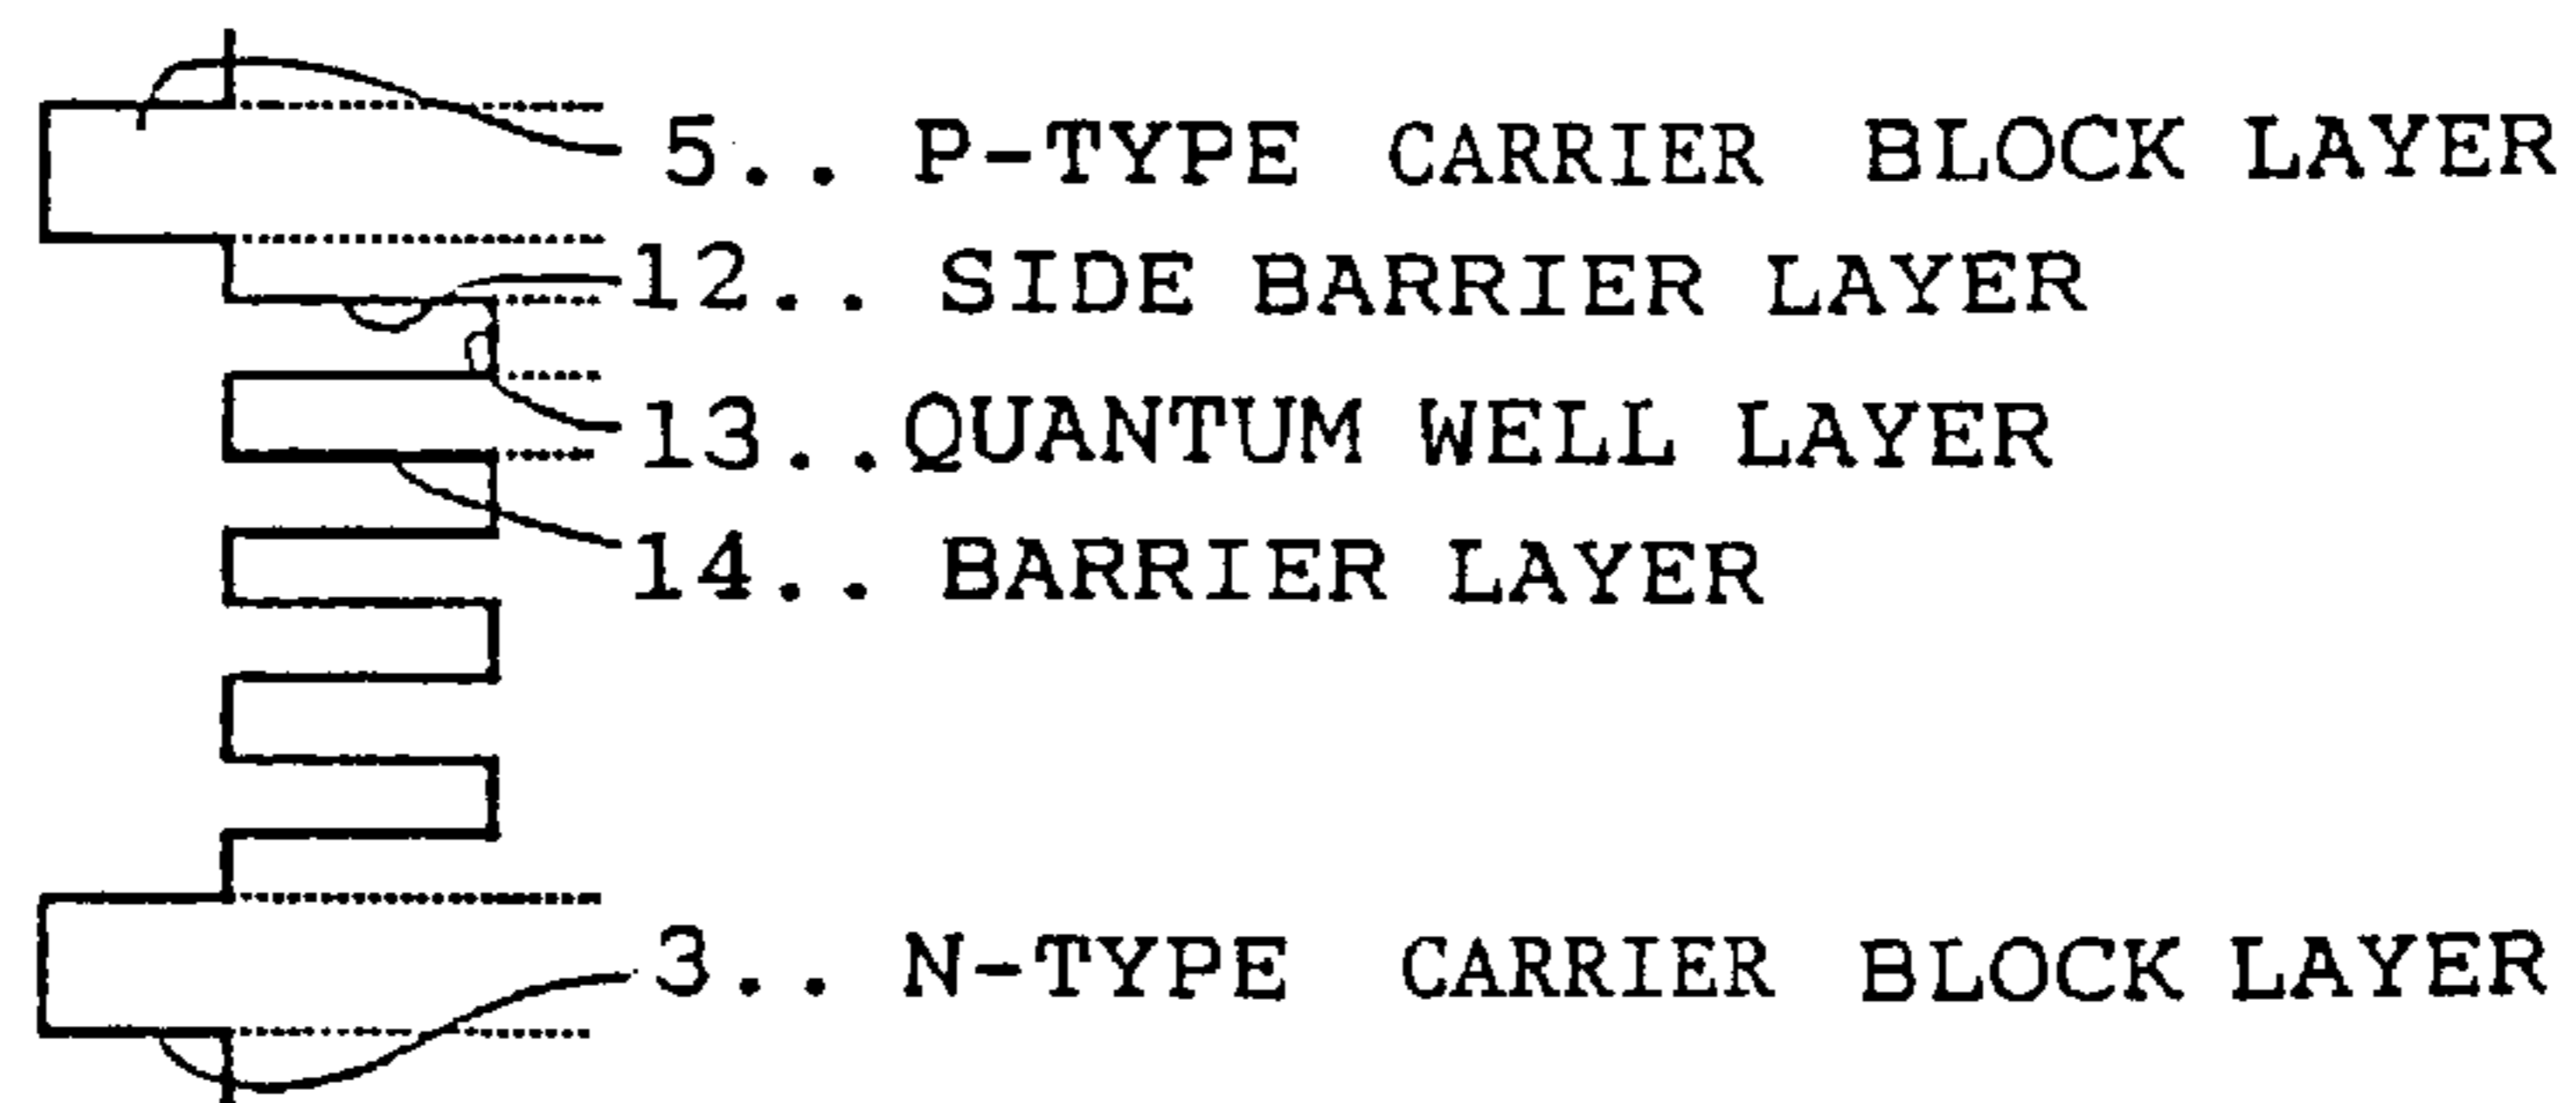 5.. P-TYPE CARRIER BLOCK LAYER
12.. SIDE BARRIER LAYER
13..QUANTUM WELL LAYER
14.. BARRIER LAYER
3.. N-TYPE CARRIER BLOCK LAYER